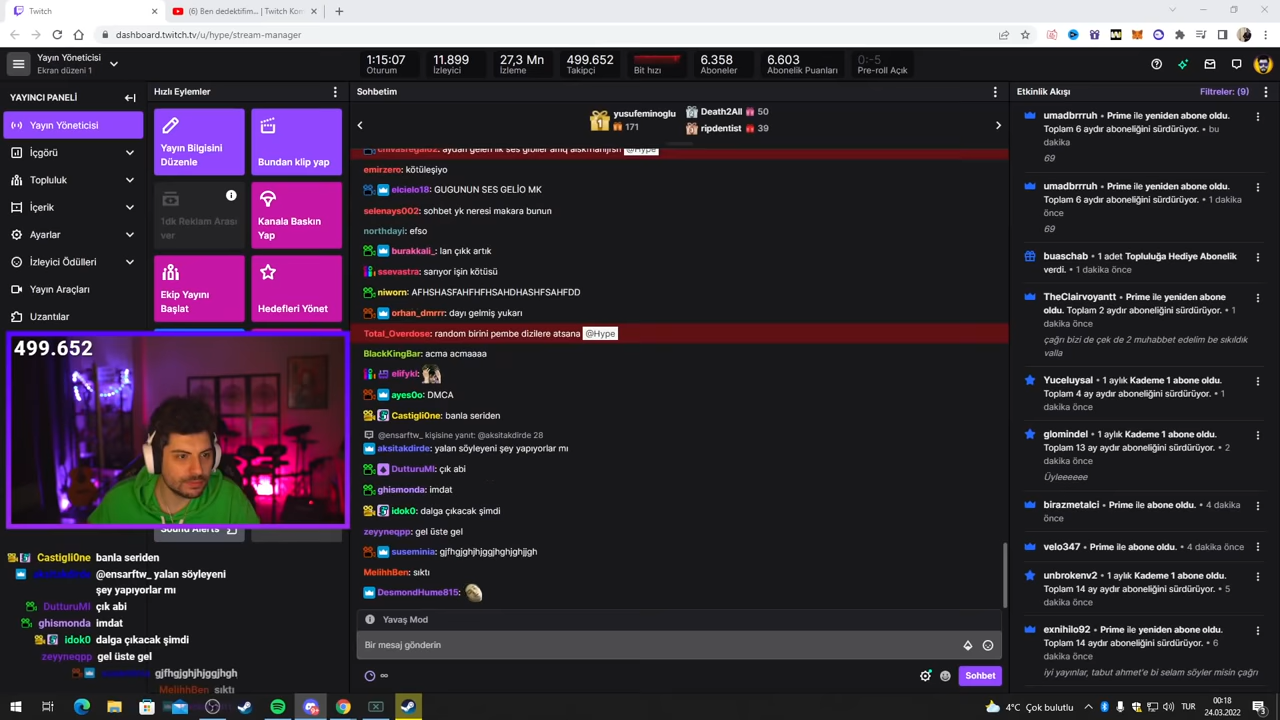 Twitch
(6) Ben dedektifim... | Twitch Kom
dashboard.twitch.tv/u/hype/stream-manager
Yayın Yöneticisi
Ekran düzeni 1
1:15:07
Oturum
11.899
İzleyici
27,3 Mn
İzleme
499.652
Takipçi
Bit hızı
6.358
Aboneler
6.603
Abonelik Puanları
0:-5
Pre-roll Açık
YAYINCI PANELİ
Yayın Yöneticisi
İçgörü
Topluluk
İçerik
Ayarlar
İzleyici Ödülleri
Yayın Araçları
Uzantılar
Hızlı Eylemler
Yayın Bilgisini
Düzenle
Bundan klip yap
1dk Reklam Arası
ver
Kanala Baskın
Yap
Ekip Yayını
Başlat
Hedefleri Yönet
Sound Alerts
499.652
Castigli0ne banla seriden
@ensarftw_ yalan söyleyeni
şey yapıyorlar mı
DutturuMl çık abi
ghismonda imdat
idok0 dalga çıkacak şimdi
zeyyneqpp gel üste gel
gjfhgjghjhjggjhghjghjjgh
MelihhBen sıktı
Sohbetim
yusufeminoglu
171
Death2All 50
ripdentist 39
emirzero: kötüleşiyo
elcielo18: GUGUNUN SES GELİO MK
selenays002: sohbet yk neresi makara bunun
northdayi: efso
burakkali_: lan çıkk artık
ssevastra: sanıyor işin kötüsü
niworn: AFHSHASFAHFHFHSAHDHASHFSAHFDD
orhan_dmrrr: dayı gelmiş yukarı
Total_Overdose: random birini pembe dizilere atsana @Hype
BlackKingBar: acma acmaaaa
elifykl:
ayes0o: DMCA
Castigli0ne: banla seriden
@ensarftw_ kişisine yanıt: @aksitakdirde 28
aksitakdirde: yalan söyleyeni şey yapıyorlar mı
DutturuMl: çık abi
ghismonda: imdat
idok0: dalga çıkacak şimdi
zeyyneqpp: gel üste gel
suseminia: gjfhgjghjhjggjhghjghjjgh
MelihhBen: sıktı
DesmondHume815:
Yavaş Mod
Bir mesaj gönderin
Sohbet
Etkinlik Akışı
Filtreler: (9)
umadbrrruh • Prime ile yeniden abone oldu.
Toplam 6 aydır aboneliğini sürdürüyor. • bu
dakika
69
umadbrrruh • Prime ile yeniden abone oldu.
Toplam 6 aydır aboneliğini sürdürüyor. • 1 dakika
önce
69
buaschab • 1 adet Topluluğa Hediye Abonelik
verdi. • 1 dakika önce
TheClairvoyantt • Prime ile yeniden abone
oldu. Toplam 2 aydır aboneliğini sürdürüyor. • 1
dakika önce
çağrı bizi de çek de 2 muhabbet edelim be sıkıldık
valla
Yuceluysal • 1 aylık Kademe 1 abone oldu.
Toplam 4 ay aydır aboneliğini sürdürüyor. • 1
dakika önce
glomindel • 1 aylık Kademe 1 abone oldu.
Toplam 13 ay aydır aboneliğini sürdürüyor. • 2
dakika önce
Üyleeeeee
birazmetalci • Prime ile abone oldu. • 4 dakika
önce
velo347 • Prime ile abone oldu. • 4 dakika önce
unbrokenv2 • 1 aylık Kademe 1 abone oldu.
Toplam 14 ay aydır aboneliğini sürdürüyor. • 5
dakika önce
exnihilo92 • Prime ile yeniden abone oldu.
Toplam 14 aydır aboneliğini sürdürüyor. • 6
dakika önce
iyi yayınlar, tabut ahmet'e bi selam söyler misin çağrı
4°C Çok bulutlu
TUR
00:18
24.03.2022
3